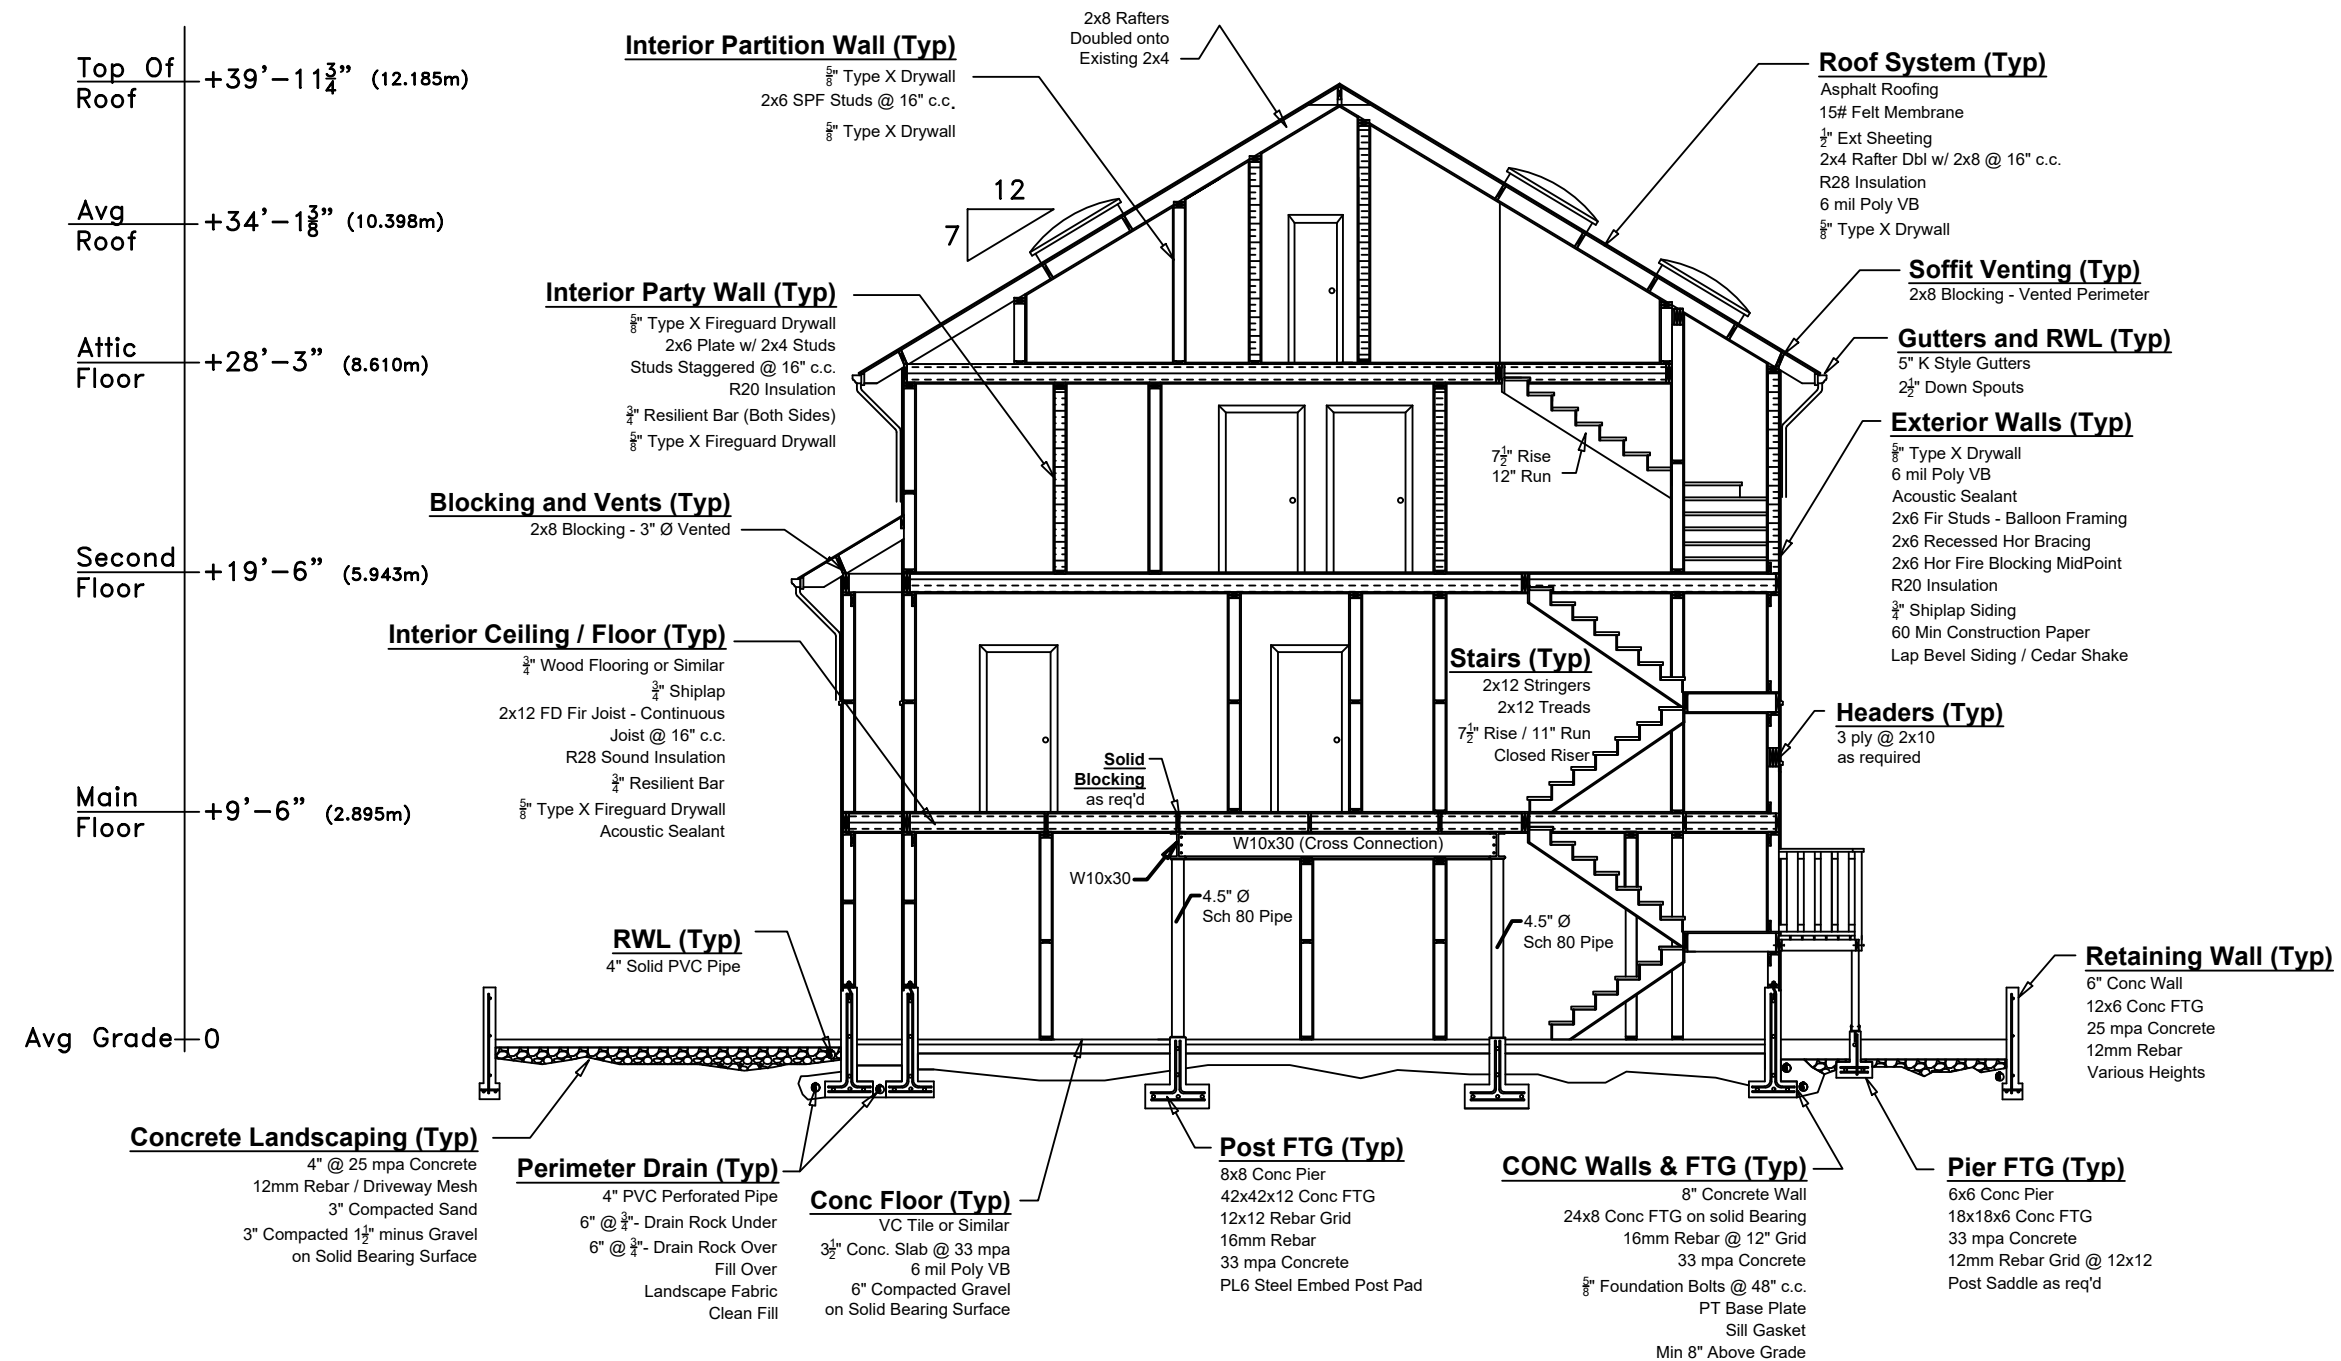 Top Of
Roof
+39'-11 3/4" (12.185m)
Avg
Roof
+34'-1 3/8" (10.398m)
Attic
Floor
+28'-3" (8.610m)
Second
Floor
+19'-6" (5.943m)
Main
Floor
+9'-6" (2.895m)
Avg Grade
0
Interior Partition Wall (Typ)
5/8" Type X Drywall
2x6 SPF Studs @ 16" c.c.
5/8" Type X Drywall
2x8 Rafters
Doubled onto
Existing 2x4
12
7
Interior Party Wall (Typ)
5/8" Type X Fireguard Drywall
2x6 Plate w/ 2x4 Studs
Studs Staggered @ 16" c.c.
R20 Insulation
3/4" Resilient Bar (Both Sides)
5/8" Type X Fireguard Drywall
Blocking and Vents (Typ)
2x8 Blocking - 3" Ø Vented
Interior Ceiling / Floor (Typ)
3/4" Wood Flooring or Similar
3/4" Shiplap
2x12 FD Fir Joist - Continuous
Joist @ 16" c.c.
R28 Sound Insulation
3/4" Resilient Bar
5/8" Type X Fireguard Drywall
Acoustic Sealant
RWL (Typ)
4" Solid PVC Pipe
Roof System (Typ)
Asphalt Roofing
15# Felt Membrane
1/2" Ext Sheeting
2x4 Rafter Dbl w/ 2x8 @ 16" c.c.
R28 Insulation
6 mil Poly VB
5/8" Type X Drywall
Soffit Venting (Typ)
2x8 Blocking - Vented Perimeter
Gutters and RWL (Typ)
5" K Style Gutters
2 1/2" Down Spouts
Exterior Walls (Typ)
5/8" Type X Drywall
6 mil Poly VB
Acoustic Sealant
2x6 Fir Studs - Balloon Framing
2x6 Recessed Hor Bracing
2x6 Hor Fire Blocking MidPoint
R20 Insulation
3/4" Shiplap Siding
60 Min Construction Paper
Lap Bevel Siding / Cedar Shake
7 1/2" Rise
12" Run
Stairs (Typ)
2x12 Stringers
2x12 Treads
7 1/2" Rise / 11" Run
Closed Riser
Headers (Typ)
3 ply @ 2x10
as required
Solid
Blocking
as req'd
W10x30 (Cross Connection)
W10x30
4.5" Ø
Sch 80 Pipe
4.5" Ø
Sch 80 Pipe
Retaining Wall (Typ)
6" Conc Wall
12x6 Conc FTG
25 mpa Concrete
12mm Rebar
Various Heights
Concrete Landscaping (Typ)
4" @ 25 mpa Concrete
12mm Rebar / Driveway Mesh
3" Compacted Sand
3" Compacted 1 1/2" minus Gravel
on Solid Bearing Surface
Perimeter Drain (Typ)
4" PVC Perforated Pipe
6" @ 3/4"- Drain Rock Under
6" @ 3/4"- Drain Rock Over
Fill Over
Landscape Fabric
Clean Fill
Conc Floor (Typ)
VC Tile or Similar
3 1/2" Conc. Slab @ 33 mpa
6 mil Poly VB
6" Compacted Gravel
on Solid Bearing Surface
Post FTG (Typ)
8x8 Conc Pier
42x42x12 Conc FTG
12x12 Rebar Grid
16mm Rebar
33 mpa Concrete
PL6 Steel Embed Post Pad
CONC Walls & FTG (Typ)
8" Concrete Wall
24x8 Conc FTG on solid Bearing
16mm Rebar @ 12" Grid
33 mpa Concrete
5/8" Foundation Bolts @ 48" c.c.
PT Base Plate
Sill Gasket
Min 8" Above Grade
Pier FTG (Typ)
6x6 Conc Pier
18x18x6 Conc FTG
33 mpa Concrete
12mm Rebar Grid @ 12x12
Post Saddle as req'd